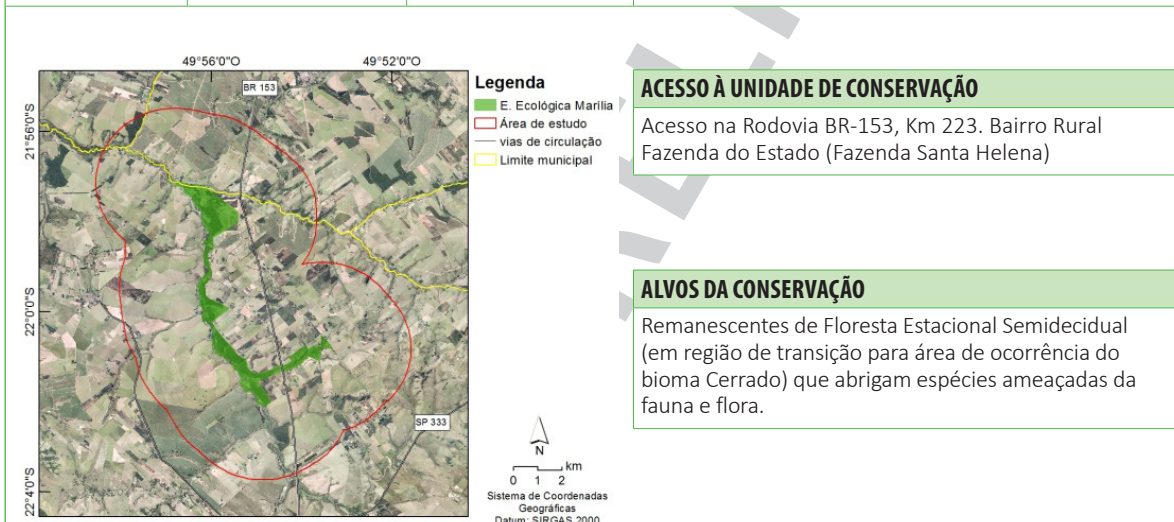 49°56'0"O
49°52'0"O
BR 153
21°56'0"S
22°0'0"S
22°4'0"S
SP 333
Legenda
E. Ecológica Marília
Área de estudo
vias de circulação
Limite municipal
N
km
0 1 2
Sistema de Coordenadas
Geográficas
Datum: SIRGAS 2000
ACESSO À UNIDADE DE CONSERVAÇÃO
Acesso na Rodovia BR-153, Km 223. Bairro Rural
Fazenda do Estado (Fazenda Santa Helena)
ALVOS DA CONSERVAÇÃO
Remanescentes de Floresta Estacional Semidecidual
(em região de transição para área de ocorrência do
bioma Cerrado) que abrigam espécies ameaçadas da
fauna e flora.